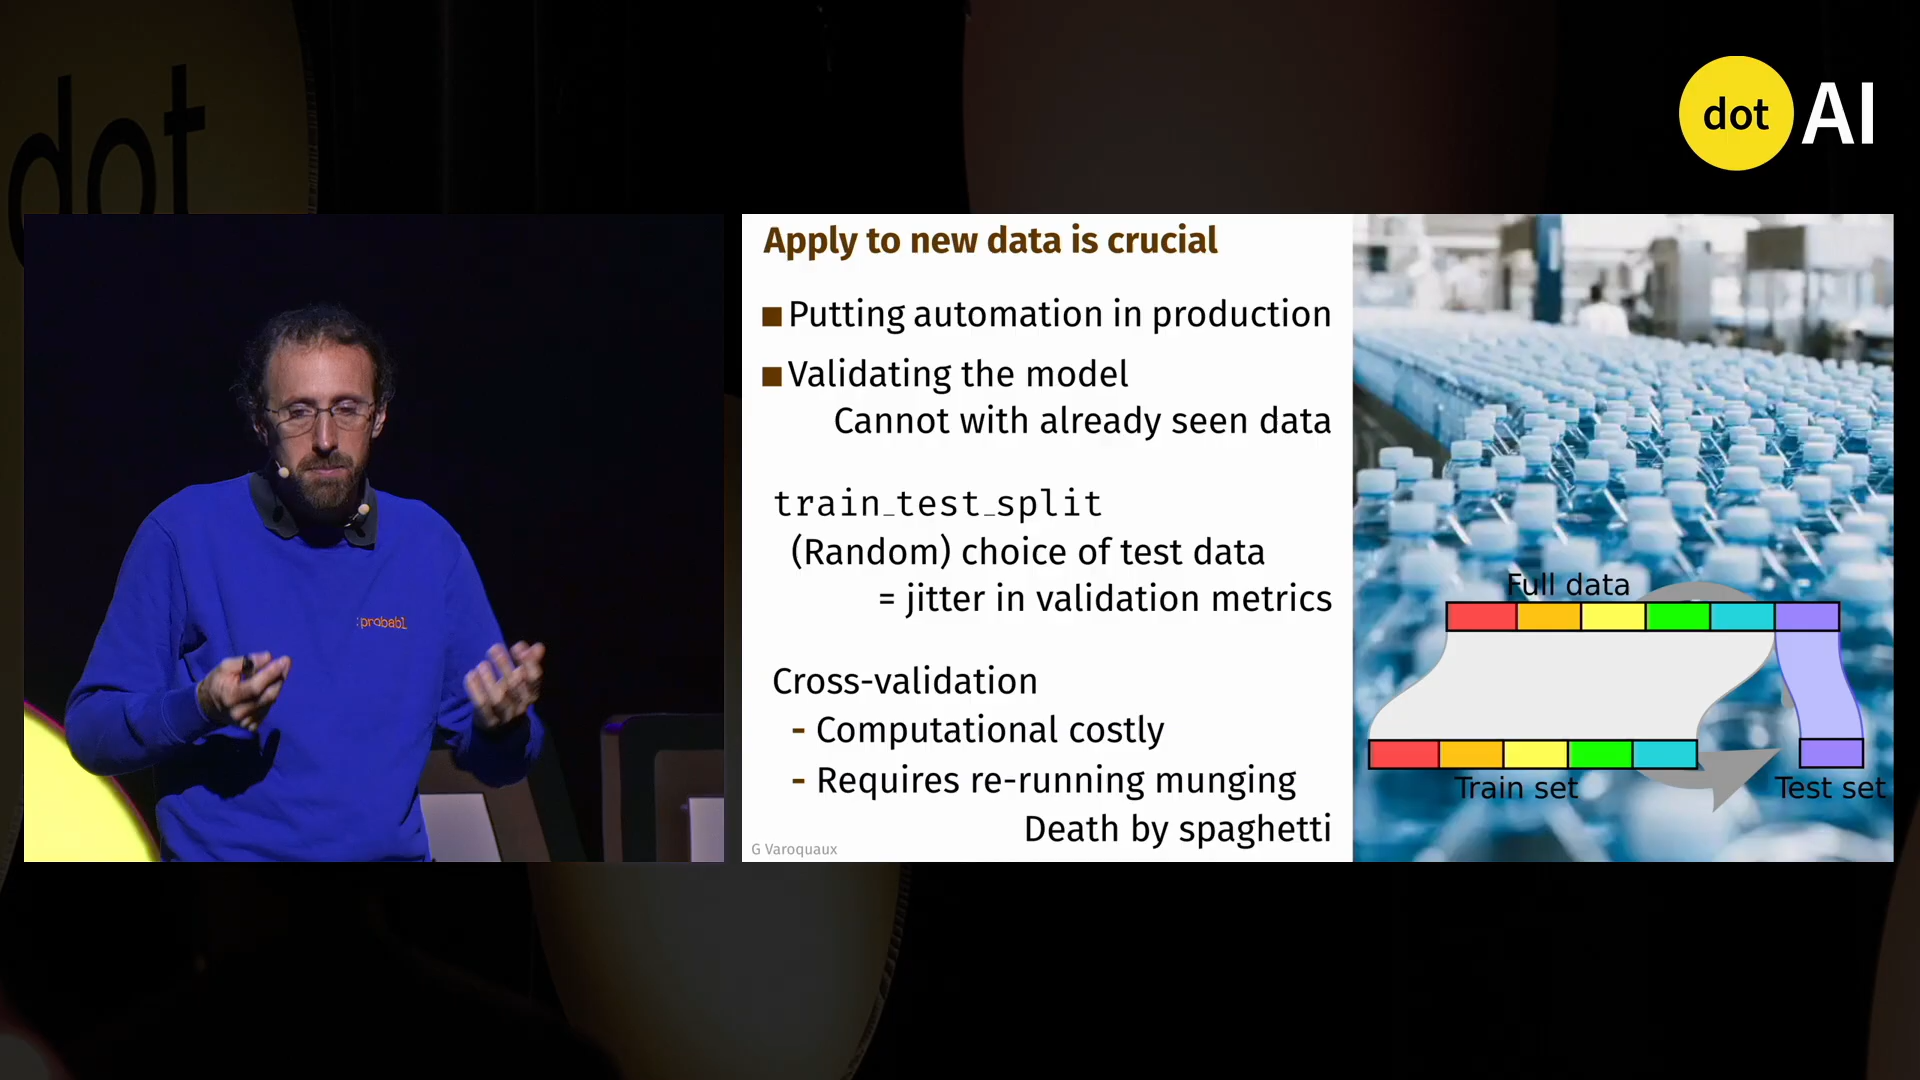 dot
dot AI
Apply to new data is crucial
Putting automation in production
Validating the model
Cannot with already seen data
train_test_split
(Random) choice of test data
= jitter in validation metrics
Cross-validation
- Computational costly
- Requires re-running munging
Death by spaghetti
G Varoquaux
:probabl
Full data
Train set
Test set